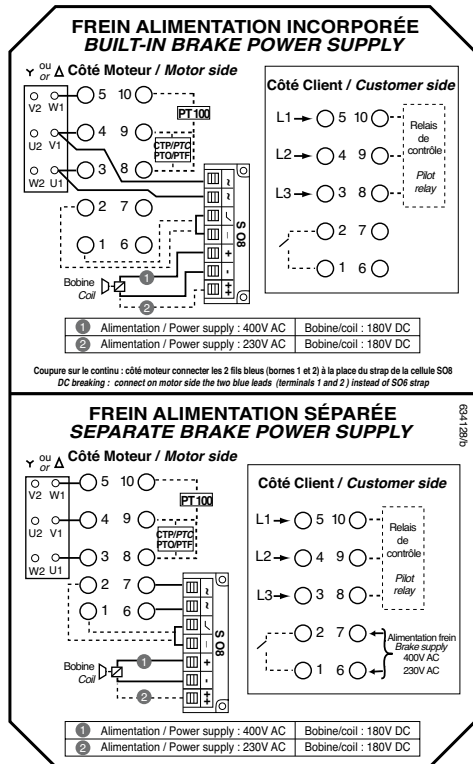 FREIN ALIMENTATION INCORPORÉE
BUILT-IN BRAKE POWER SUPPLY
Y ou or Δ Côté Moteur / Motor side
V2 W1
U2 V1
W2 U1
5 10
4 9
3 8
2 7
1 6
PT100
CTP/PTC
PTO/PTF
~
~
S O8
+
-
‡
Bobine
Coil
1
2
Côté Client / Customer side
L1 5 10
L2 4 9
L3 3 8
2 7
1 6
Relais
de
contrôle
Pilot
relay
1 Alimentation / Power supply : 400V AC Bobine/coil : 180V DC
2 Alimentation / Power supply : 230V AC Bobine/coil : 180V DC
Coupure sur le continu : côté moteur connecter les 2 fils bleus (bornes 1 et 2) à la place du strap de la cellule SO8
DC breaking : connect on motor side the two blue leads (terminals 1 and 2 ) instead of SO6 strap
634128/b
FREIN ALIMENTATION SÉPARÉE
SEPARATE BRAKE POWER SUPPLY
Y ou or Δ Côté Moteur / Motor side
V2 W1
U2 V1
W2 U1
5 10
4 9
3 8
2 7
1 6
PT100
CTP/PTC
PTO/PTF
~
~
S O8
+
-
‡
Bobine
Coil
1
2
Côté Client / Customer side
L1 5 10
L2 4 9
L3 3 8
2 7
1 6
Relais
de
contrôle
Pilot
relay
Alimentation frein
Brake supply
400V AC
230V AC
1 Alimentation / Power supply : 400V AC Bobine/coil : 180V DC
2 Alimentation / Power supply : 230V AC Bobine/coil : 180V DC